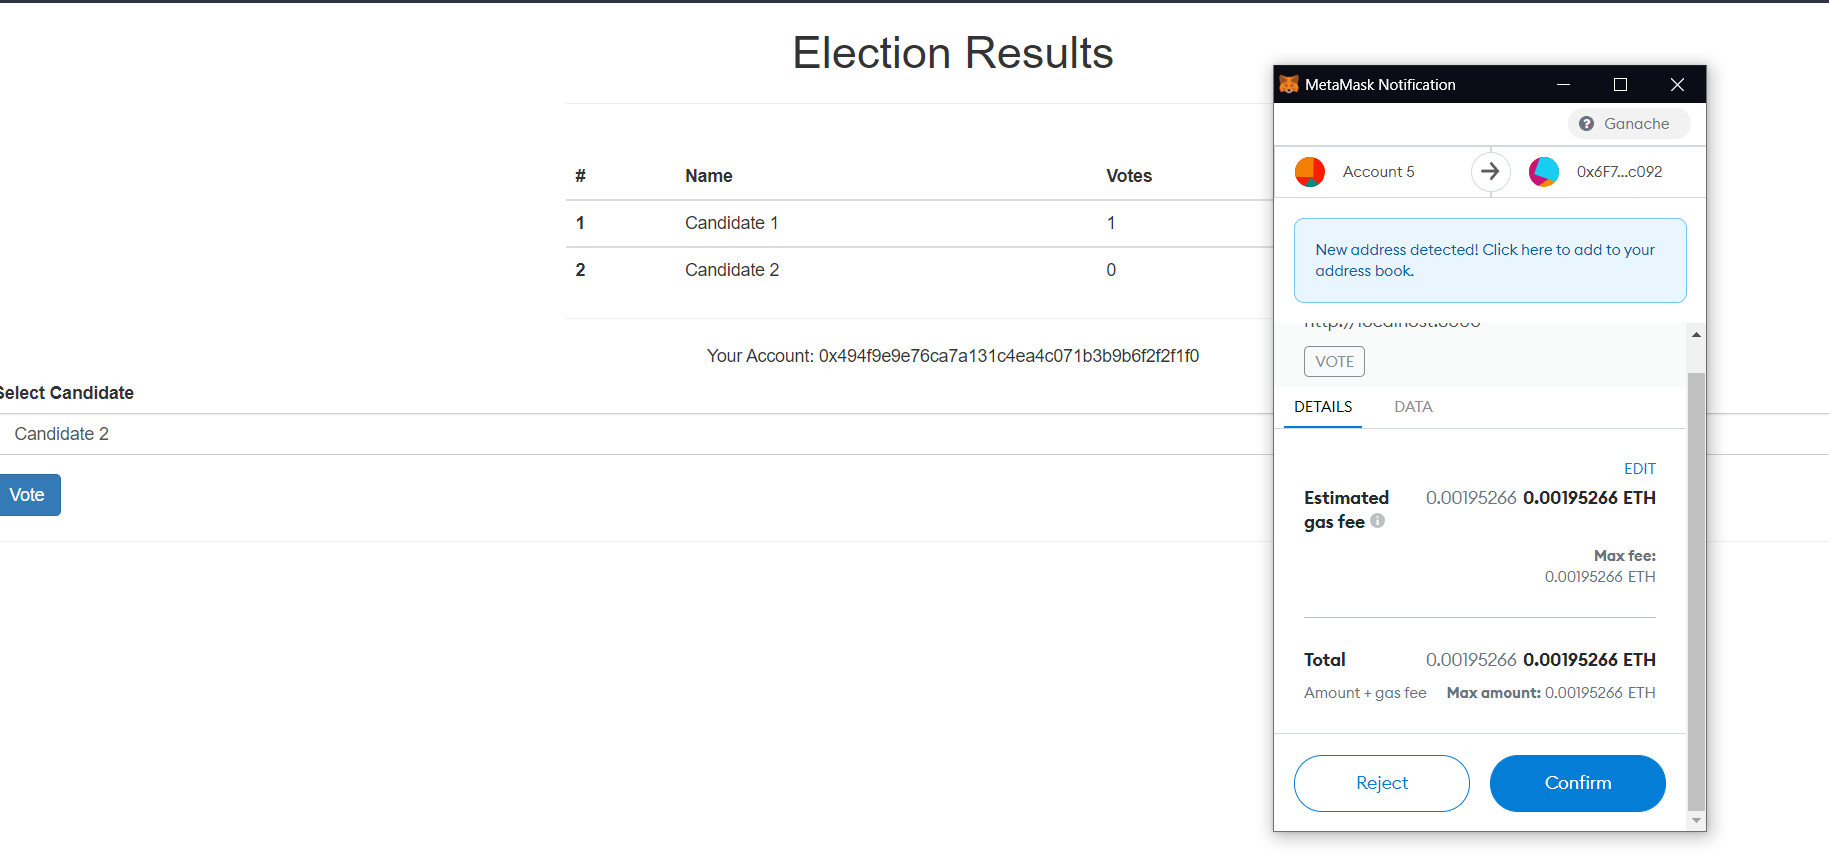 Election Results
# Name Votes
1 Candidate 1 1
2 Candidate 2 0
Your Account: 0x494f9e9e76ca7a131c4ea4c071b3b9b6f2f2f1f0
Select Candidate
Candidate 2
Vote
MetaMask Notification
Ganache
Account 5 0x6F7...c092
New address detected! Click here to add to your
address book.
VOTE
DETAILS DATA
EDIT
Estimated 0.00195266 0.00195266 ETH
gas fee
Max fee:
0.00195266 ETH
Total 0.00195266 0.00195266 ETH
Amount + gas fee Max amount: 0.00195266 ETH
Reject Confirm